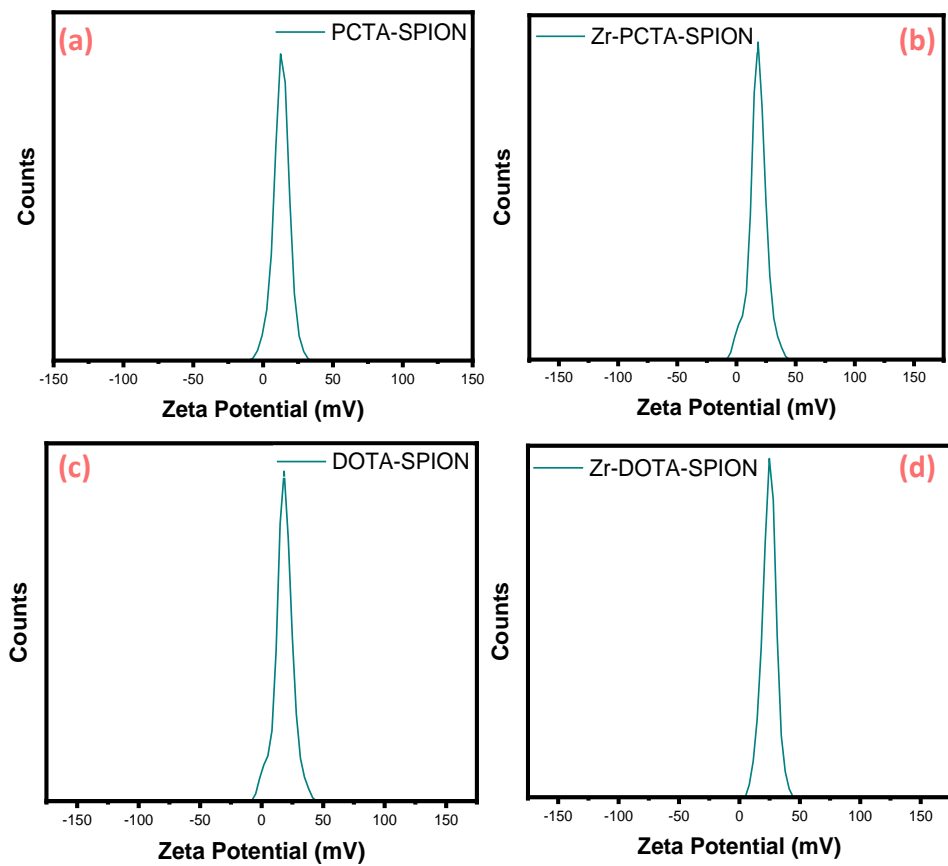 (a)
PCTA-SPION
Counts
-150 -100 -50 0 50 100 150
Zeta Potential (mV)
Zr-PCTA-SPION
(b)
Counts
-150 -100 -50 0 50 100 150
Zeta Potential (mV)
(c)
DOTA-SPION
Counts
-150 -100 -50 0 50 100 150
Zeta Potential (mV)
Zr-DOTA-SPION
(d)
Counts
-150 -100 -50 0 50 100 150
Zeta Potential (mV)